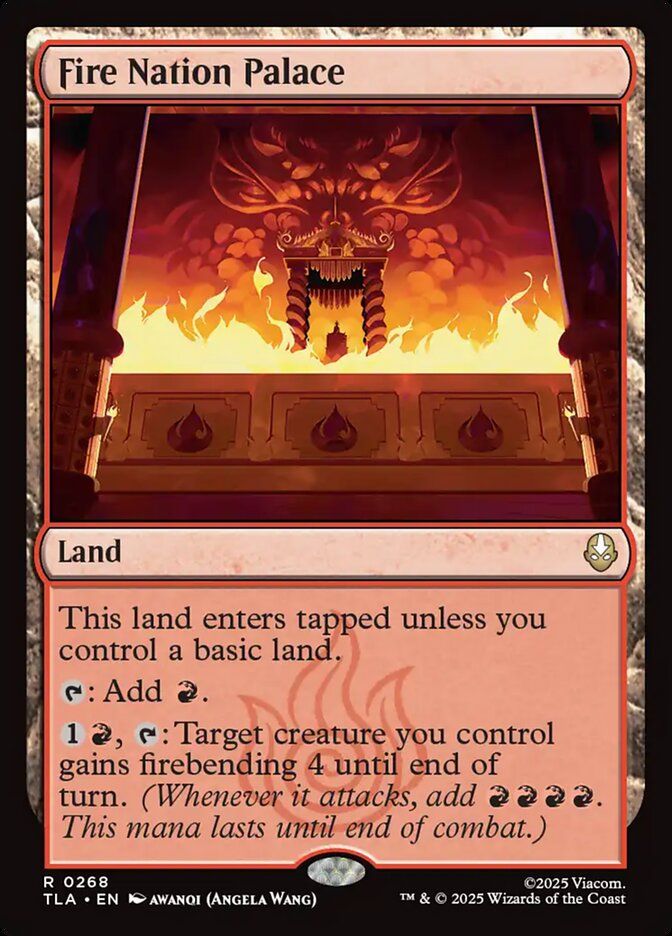 Fire Nation Palace
Land
This land enters tapped unless you
control a basic land.
: Add .
1, : Target creature you control
gains firebending 4 until end of
turn. (Whenever it attacks, add .
This mana lasts until end of combat.)
R 0268
TLA • EN AWANQI (ANGELA WANG)
©2025 Viacom.
™ & © 2025 Wizards of the Coast